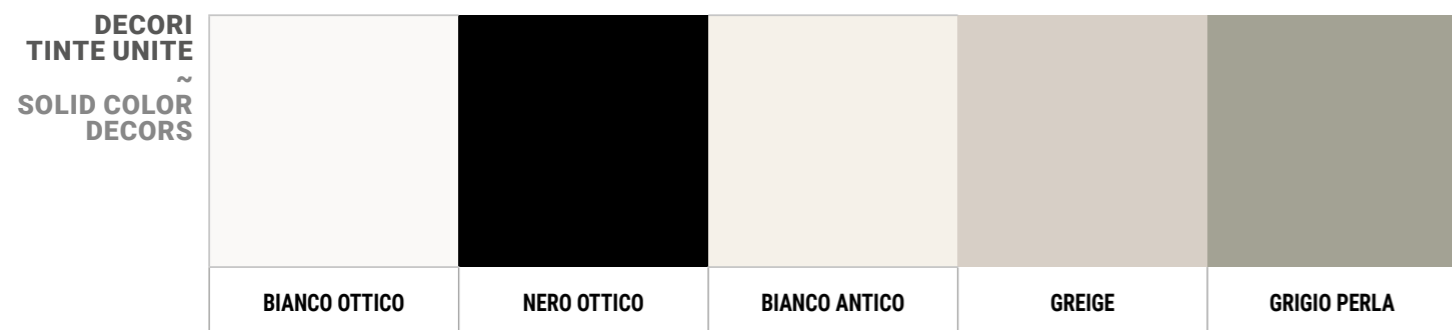 DECORI
TINTE UNITE
~
SOLID COLOR
DECORS
BIANCO OTTICO
NERO OTTICO
BIANCO ANTICO
GREIGE
GRIGIO PERLA